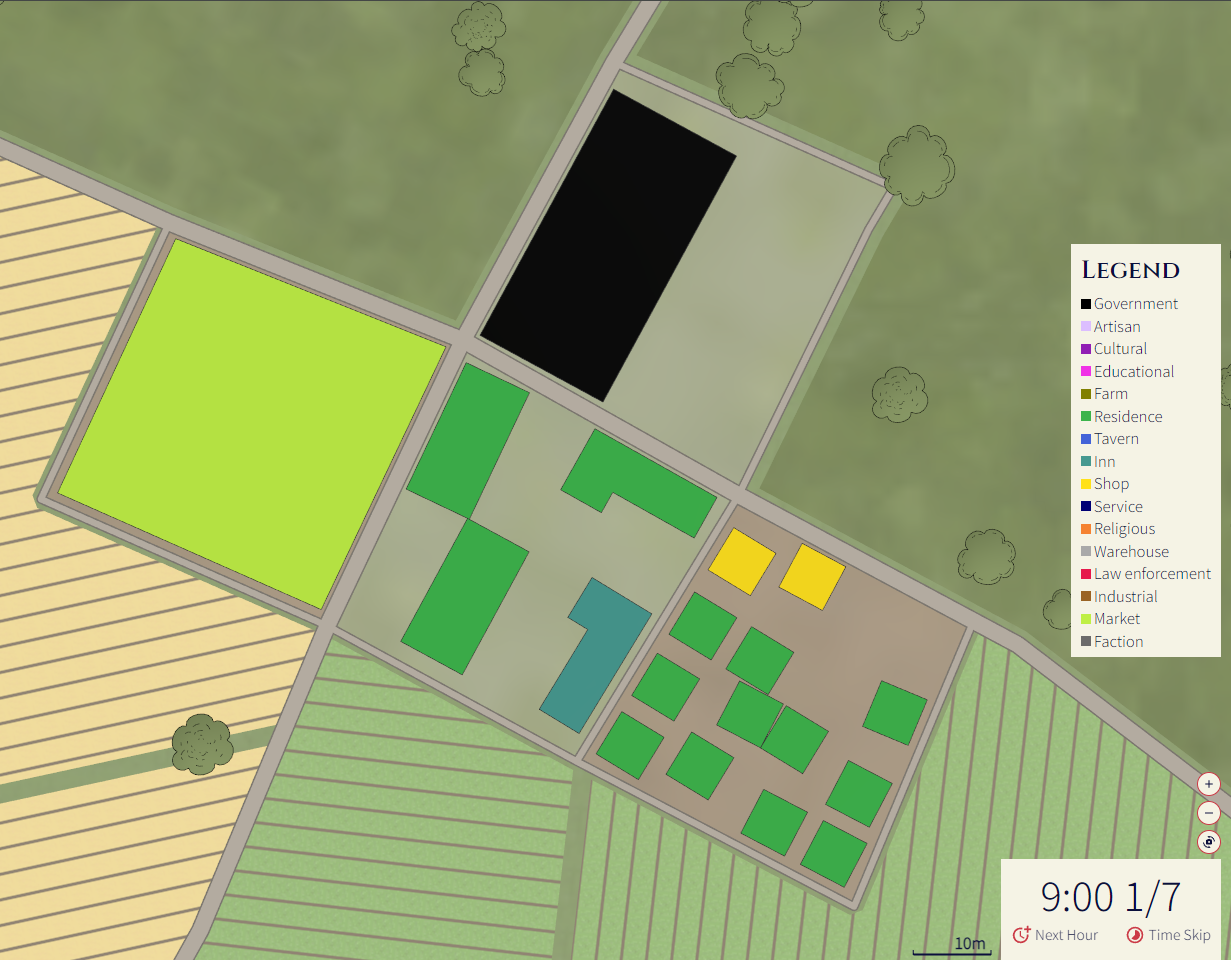 LEGEND
Government
Artisan
Cultural
Educational
Farm
Residence
Tavern
Inn
Shop
Service
Religious
Warehouse
Law enforcement
Industrial
Market
Faction
+
−
9:00 1/7
Next Hour
Time Skip
10m